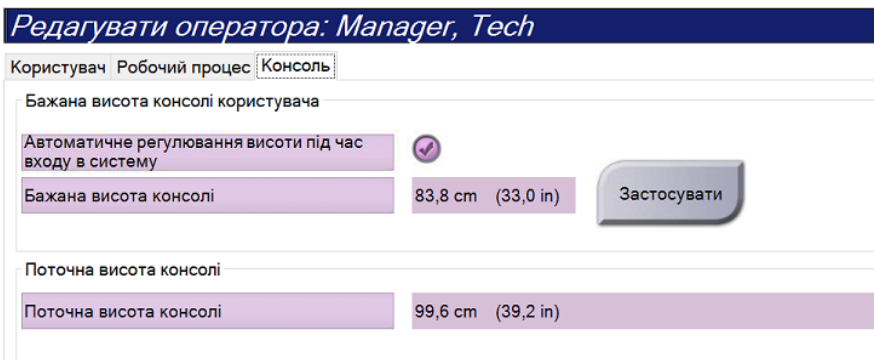 Редагувати оператора: Manager, Tech
Користувач Робочий процес Консоль
Бажана висота консолі користувача
Автоматичне регулювання висоти під час
входу в систему
Бажана висота консолі 83,8 cm (33,0 in) Застосувати
Поточна висота консолі
Поточна висота консолі 99,6 cm (39,2 in)